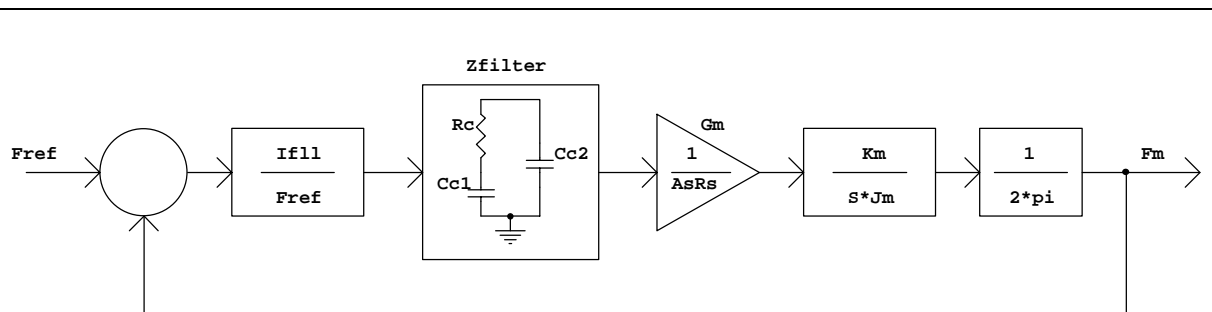 Zfilter
Fref
Ifll
Fref
Rc
Cc1
Cc2
Gm
1
AsRs
Km
S*Jm
1
2*pi
Fm